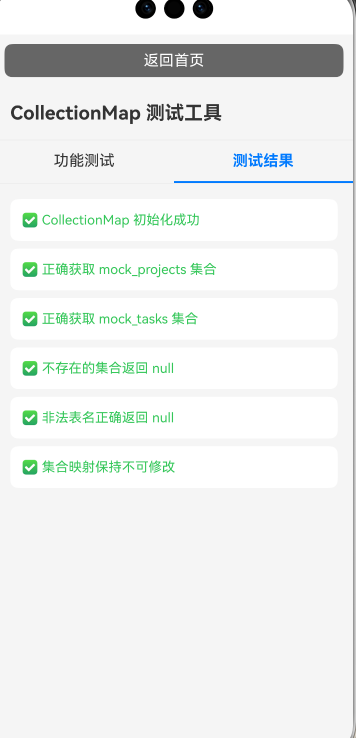 返回首页
CollectionMap 测试工具
功能测试 测试结果
✅ CollectionMap 初始化成功
✅ 正确获取 mock_projects 集合
✅ 正确获取 mock_tasks 集合
✅ 不存在的集合返回 null
✅ 非法表名正确返回 null
✅ 集合映射保持不可修改